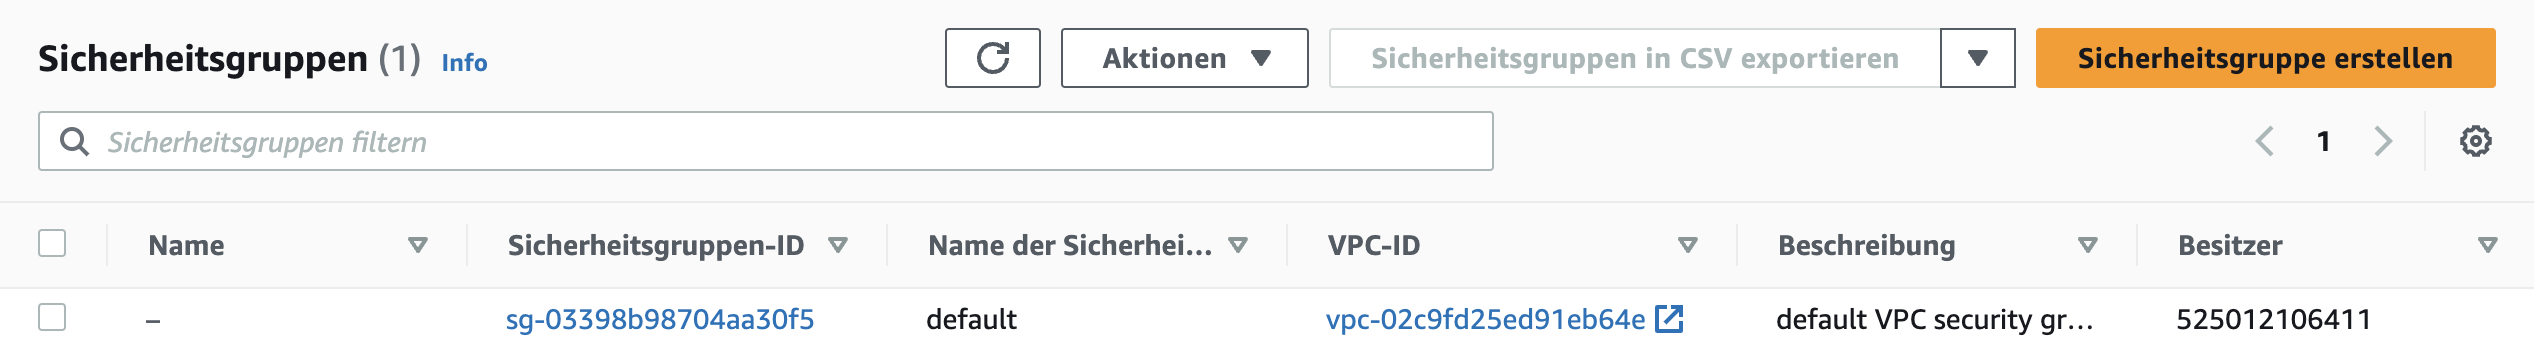 Sicherheitsgruppen (1) Info Aktionen Sicherheitsgruppen in CSV exportieren Sicherheitsgruppe erstellen
Sicherheitsgruppen filtern 1
Name Sicherheitsgruppen-ID Name der Sicherhei... VPC-ID Beschreibung Besitzer
– sg-03398b98704aa30f5 default vpc-02c9fd25ed91eb64e default VPC security gr... 525012106411